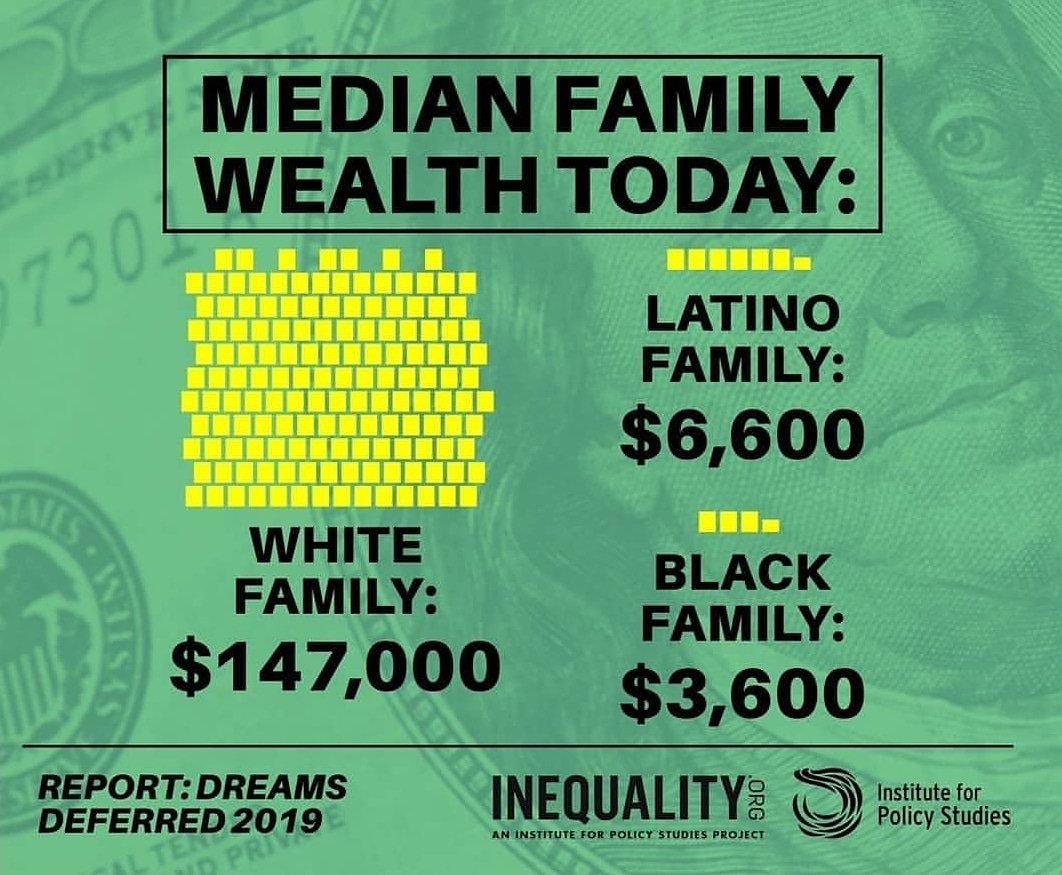 MEDIAN FAMILY
WEALTH TODAY:
WHITE
FAMILY:
$147,000
LATINO
FAMILY:
$6,600
BLACK
FAMILY:
$3,600
REPORT: DREAMS
DEFERRED 2019
INEQUALITY.ORG
AN INSTITUTE FOR POLICY STUDIES PROJECT
Institute for
Policy Studies